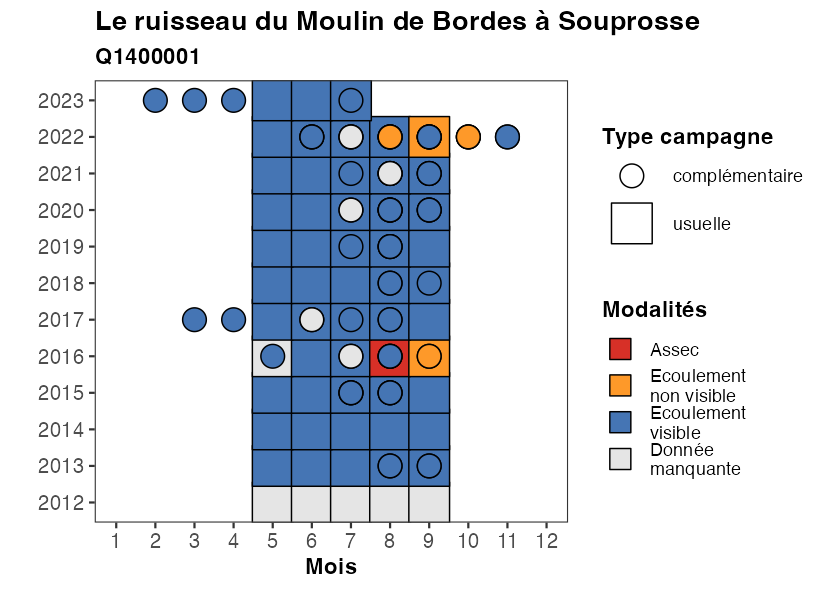 Le ruisseau du Moulin de Bordes à Souprosse
Q1400001
2023
2022
2021
2020
2019
2018
2017
2016
2015
2014
2013
2012
1 2 3 4 5 6 7 8 9 10 11 12
Mois
Type campagne
complémentaire
usuelle
Modalités
Assec
Ecoulement
non visible
Ecoulement
visible
Donnée
manquante